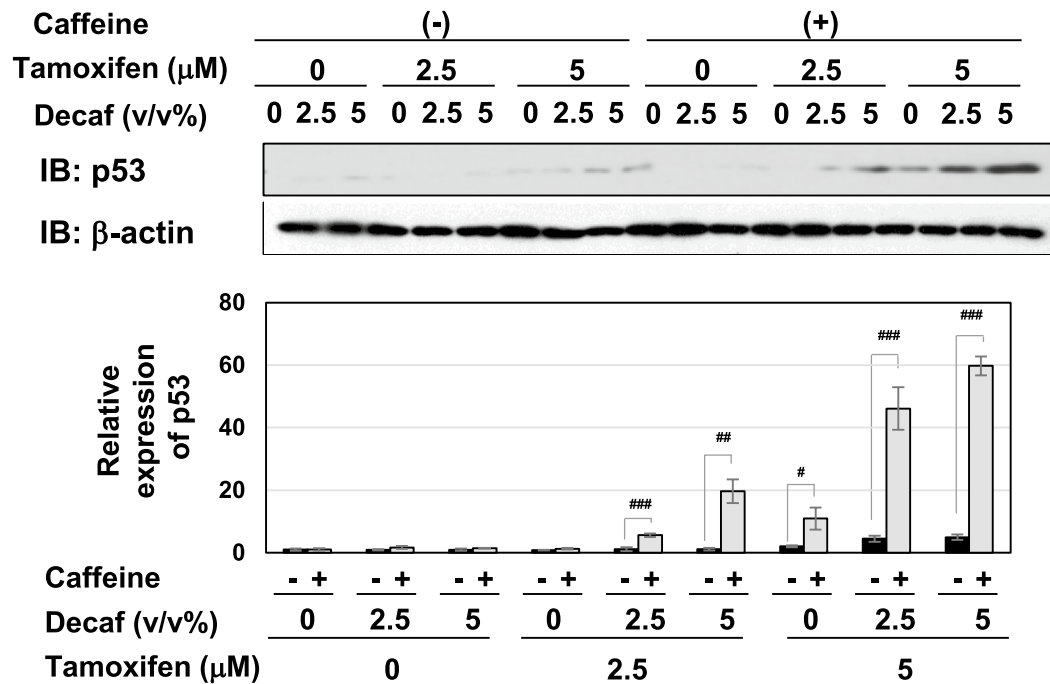 Caffeine (-) (+)
Tamoxifen (μM) 0 2.5 5 0 2.5 5
Decaf (v/v%) 0 2.5 5 0 2.5 5 0 2.5 5 0 2.5 5 0 2.5 5 0 2.5 5
IB: p53
IB: β-actin
Relative
expression
of p53
80
60
40
20
0
###
##
#
###
###
Caffeine - + - + - + - + - + - + - + - + - +
Decaf (v/v%) 0 2.5 5 0 2.5 5 0 2.5 5
Tamoxifen (μM) 0 2.5 5